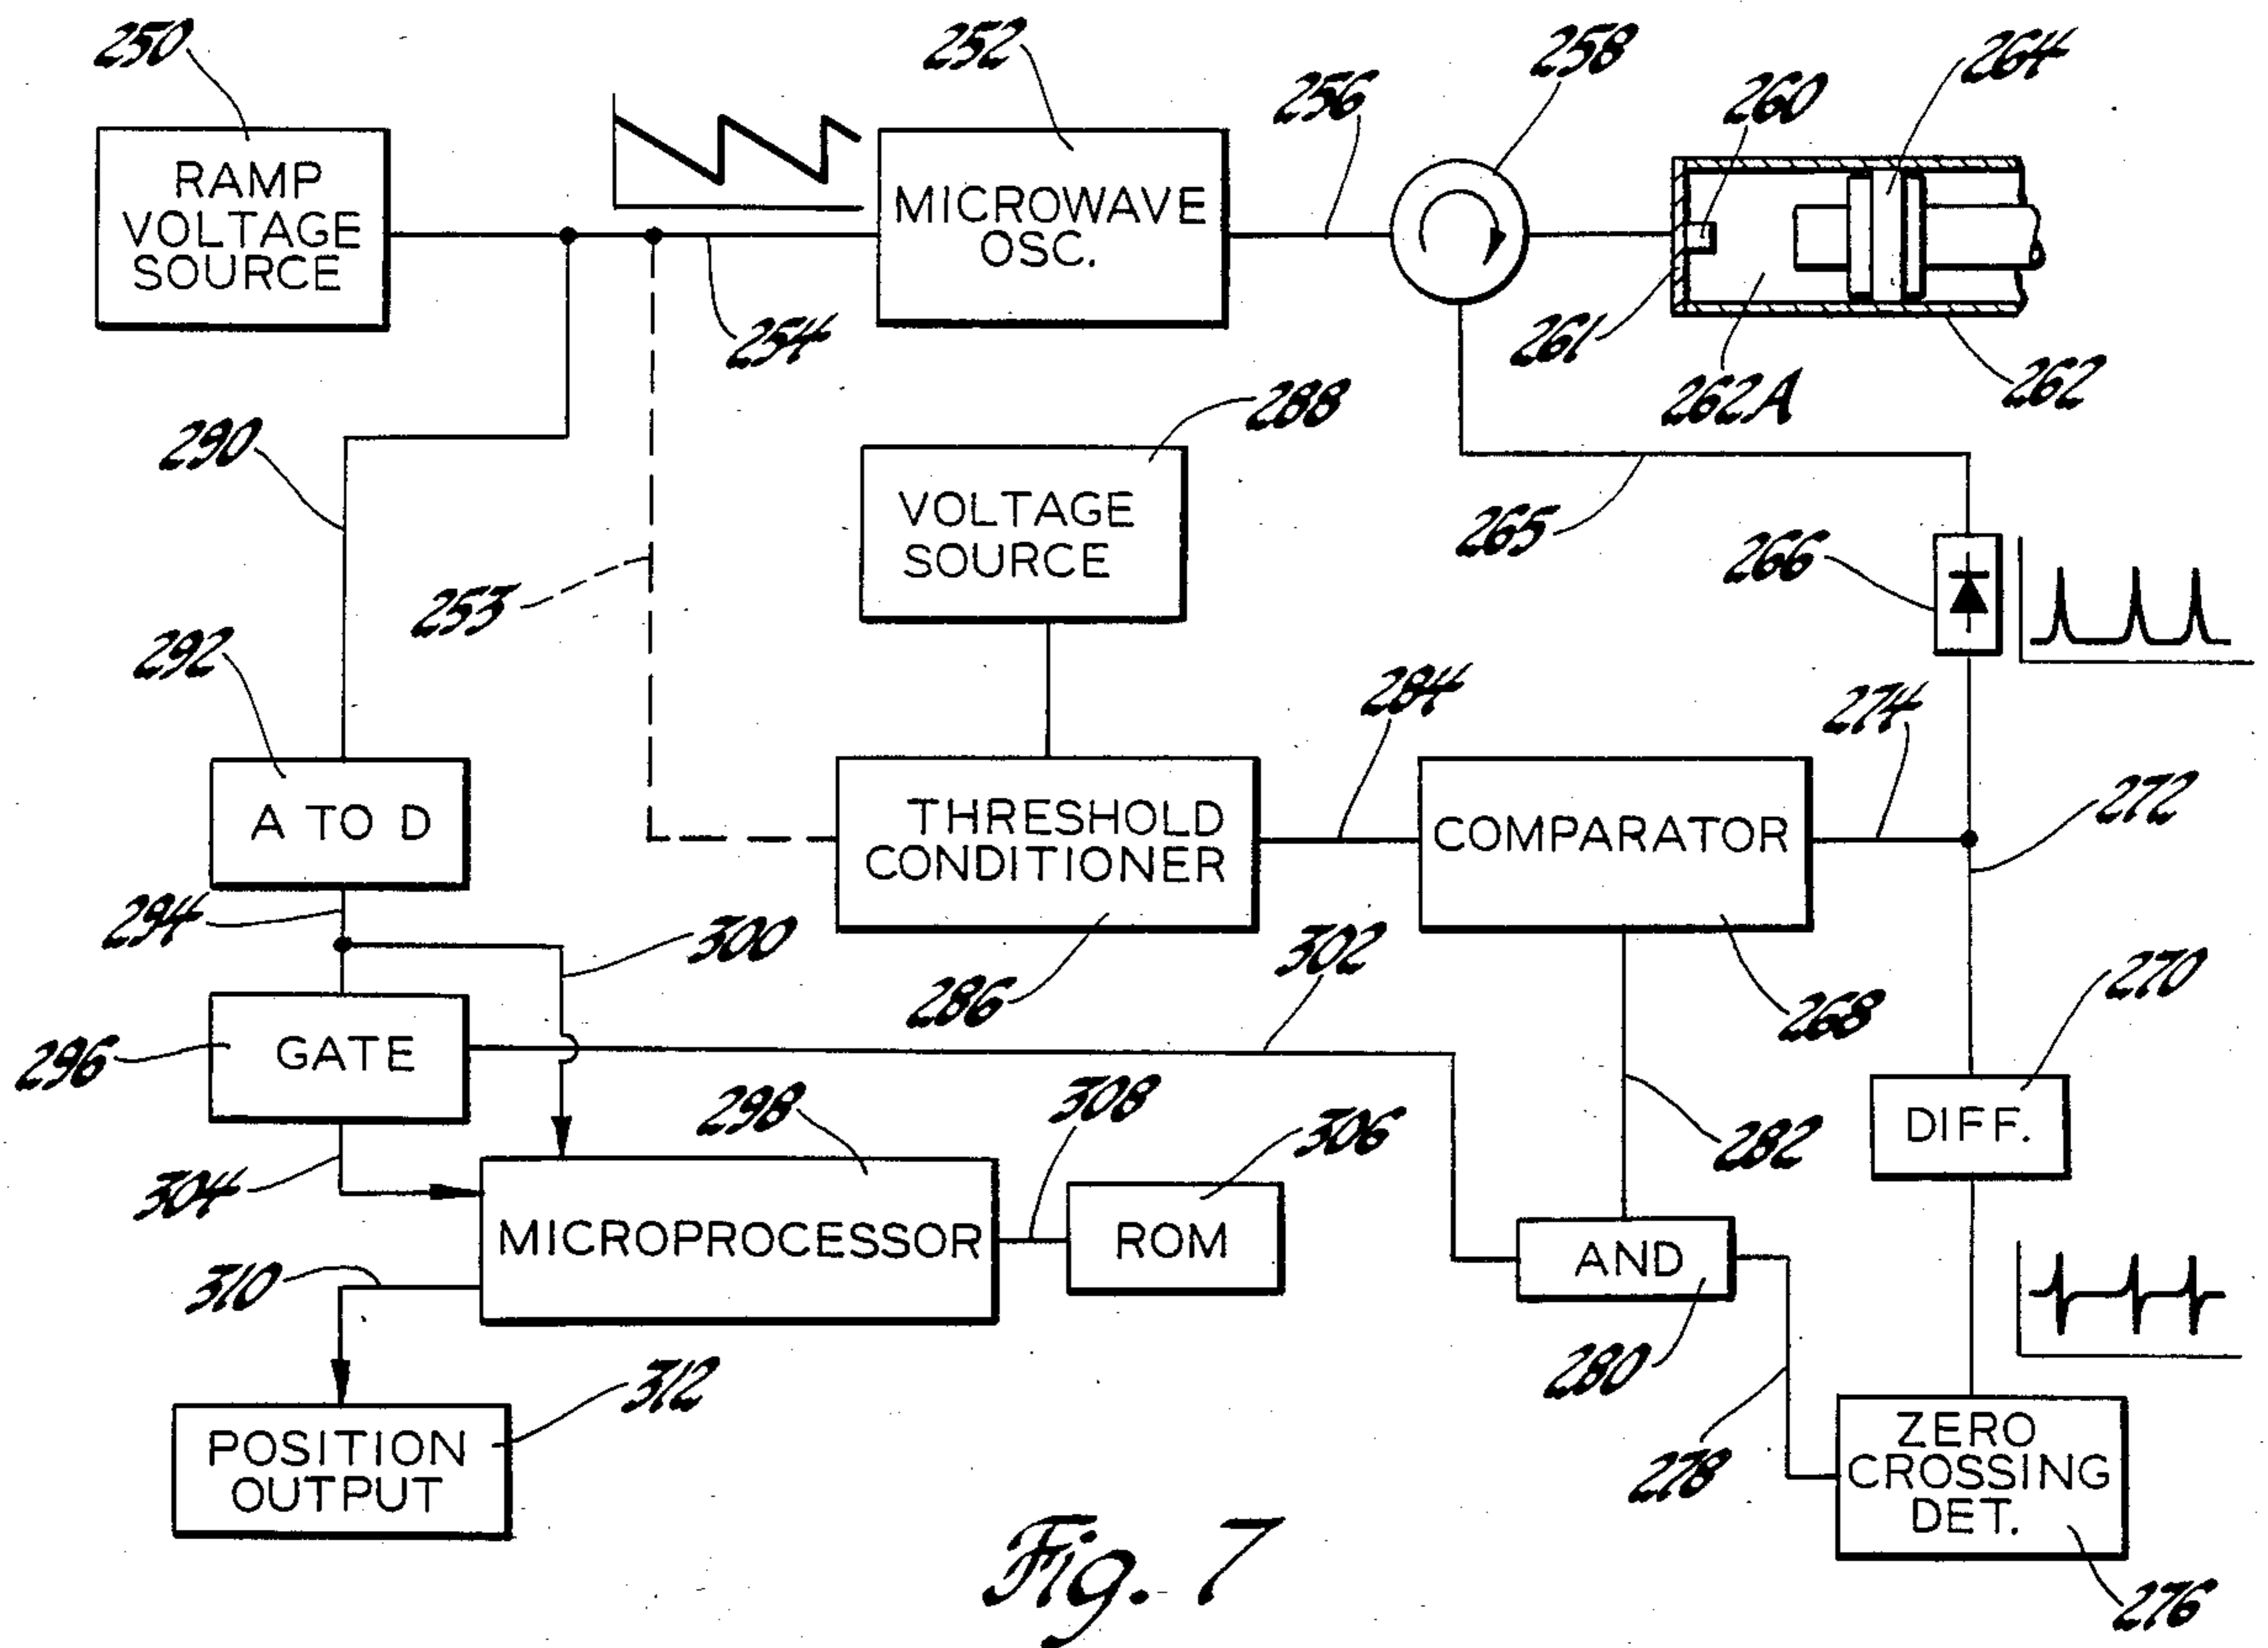 250
252
258
264
256
260
RAMP
VOLTAGE
SOURCE
MICROWAVE
OSC.
254
261
262A
262
290
288
VOLTAGE
SOURCE
265
266
253
292
284
274
A TO D
THRESHOLD
CONDITIONER
COMPARATOR
272
294
300
302
286
268
270
296
GATE
298
308
306
282
DIFF.
304
MICROPROCESSOR
ROM
AND
310
280
312
POSITION
OUTPUT
278
ZERO
CROSSING
DET.
276
Fig. 7